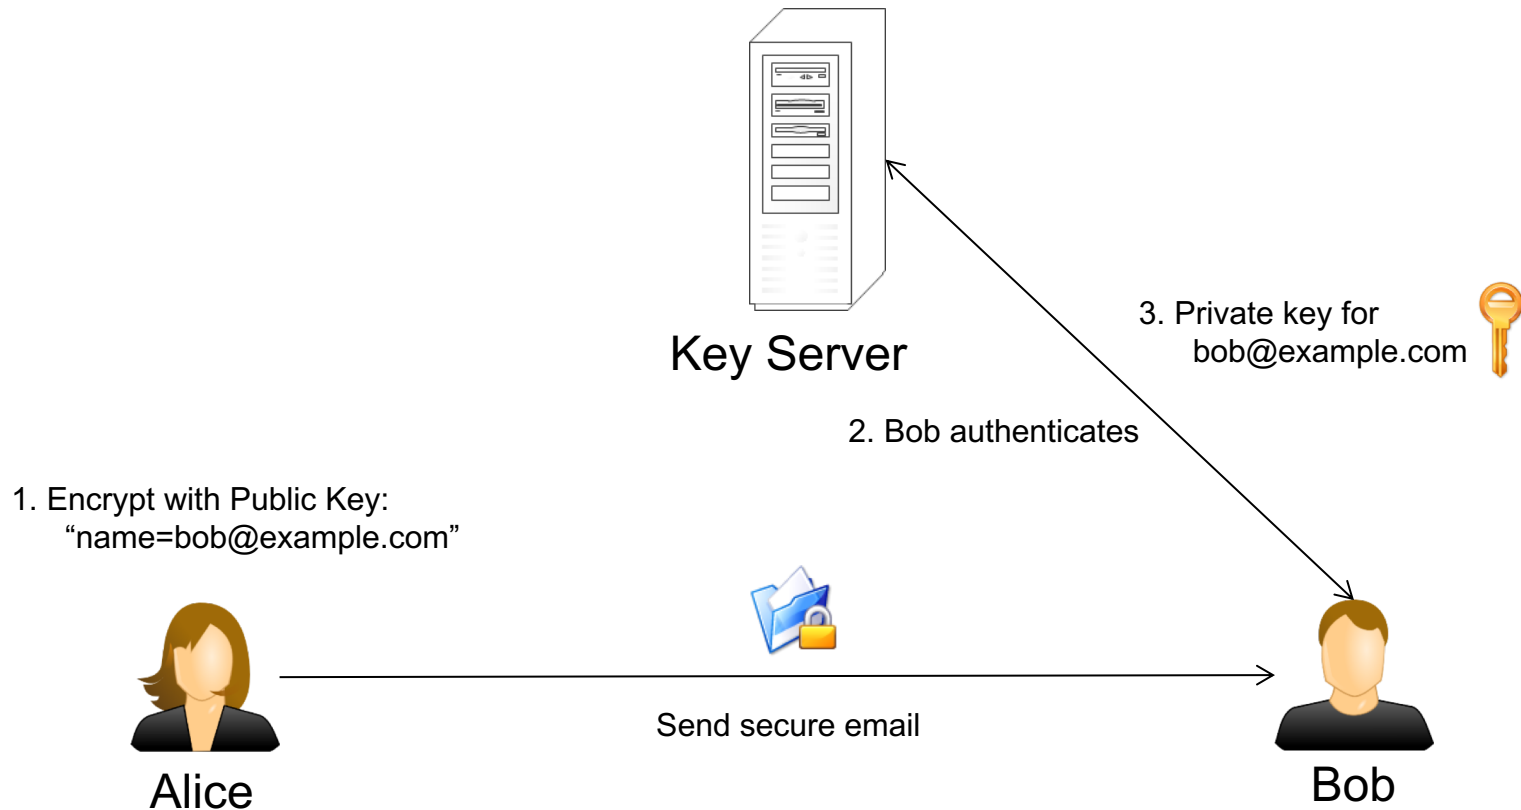 Key Server
3. Private key for
bob@example.com
2. Bob authenticates
1. Encrypt with Public Key:
“name=bob@example.com”
Send secure email
Alice
Bob